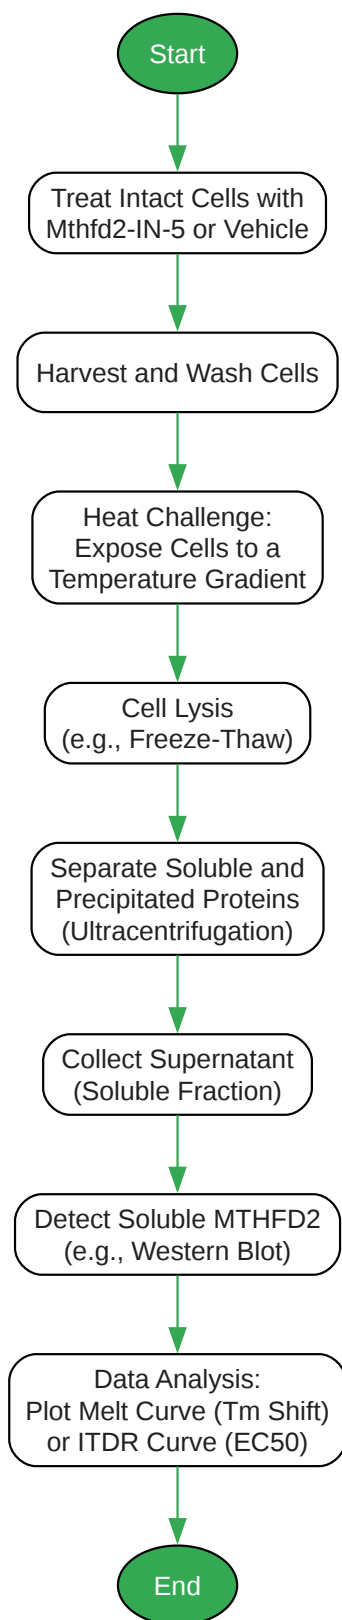 Start
Treat Intact Cells with
Mthfd2-IN-5 or Vehicle
Harvest and Wash Cells
Heat Challenge:
Expose Cells to a
Temperature Gradient
Cell Lysis
(e.g., Freeze-Thaw)
Separate Soluble and
Precipitated Proteins
(Ultracentrifugation)
Collect Supernatant
(Soluble Fraction)
Detect Soluble MTHFD2
(e.g., Western Blot)
Data Analysis:
Plot Melt Curve (Tm Shift)
or ITDR Curve (EC50)
End